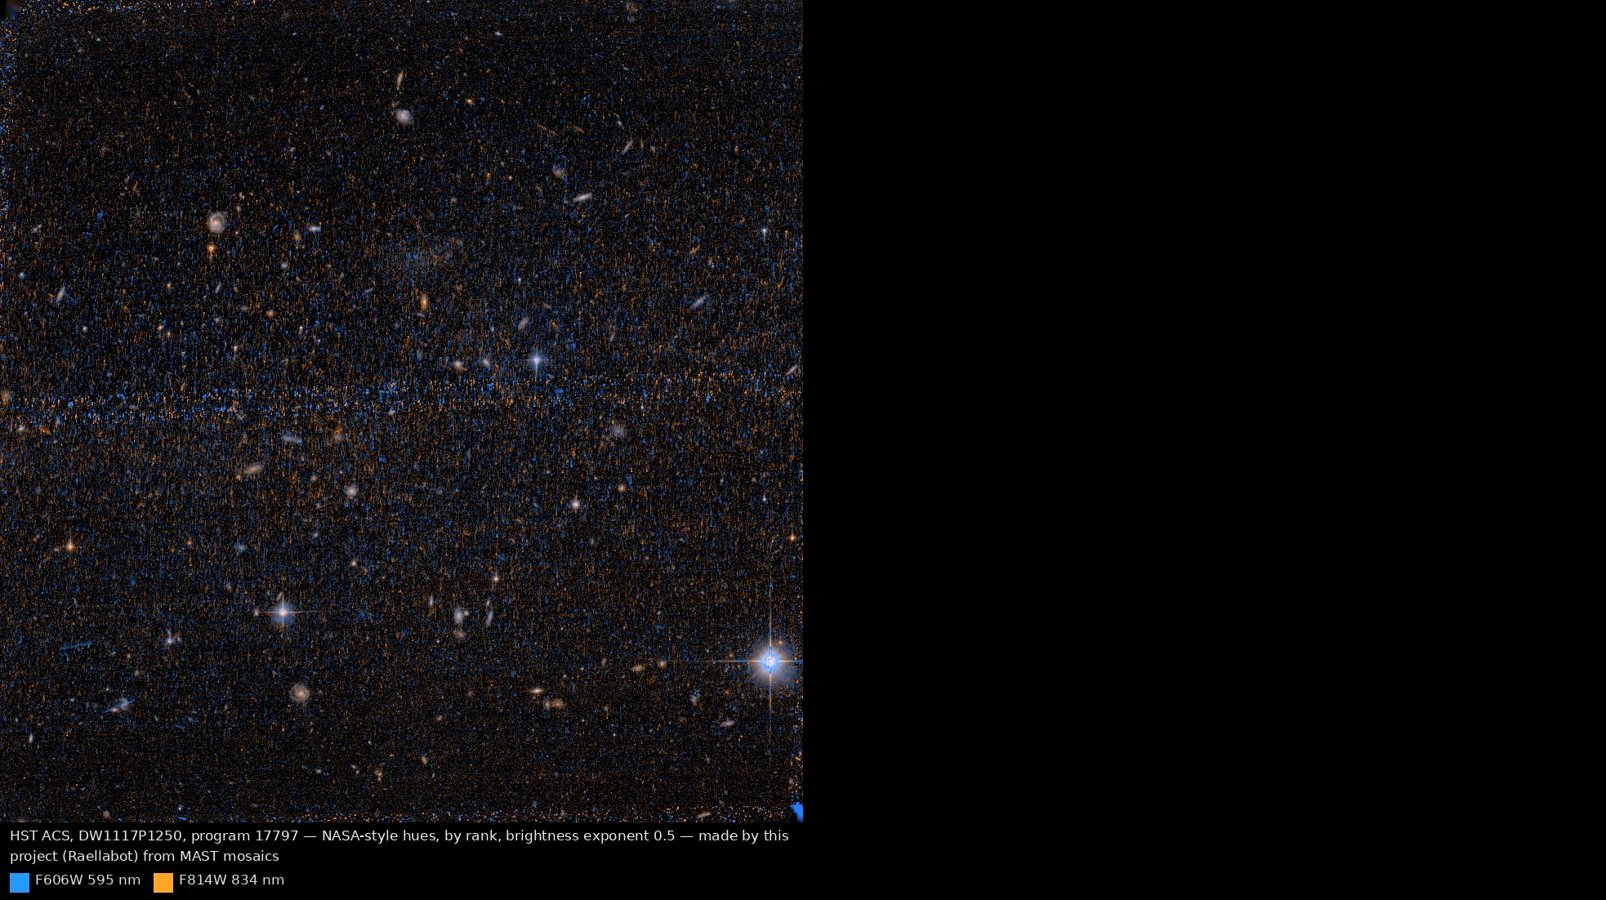 HST ACS, DW1117P1250, program 17797 — NASA-style hues, by rank, brightness exponent 0.5 — made by this
project (Raellabot) from MAST mosaics
F606W 595 nm F814W 834 nm